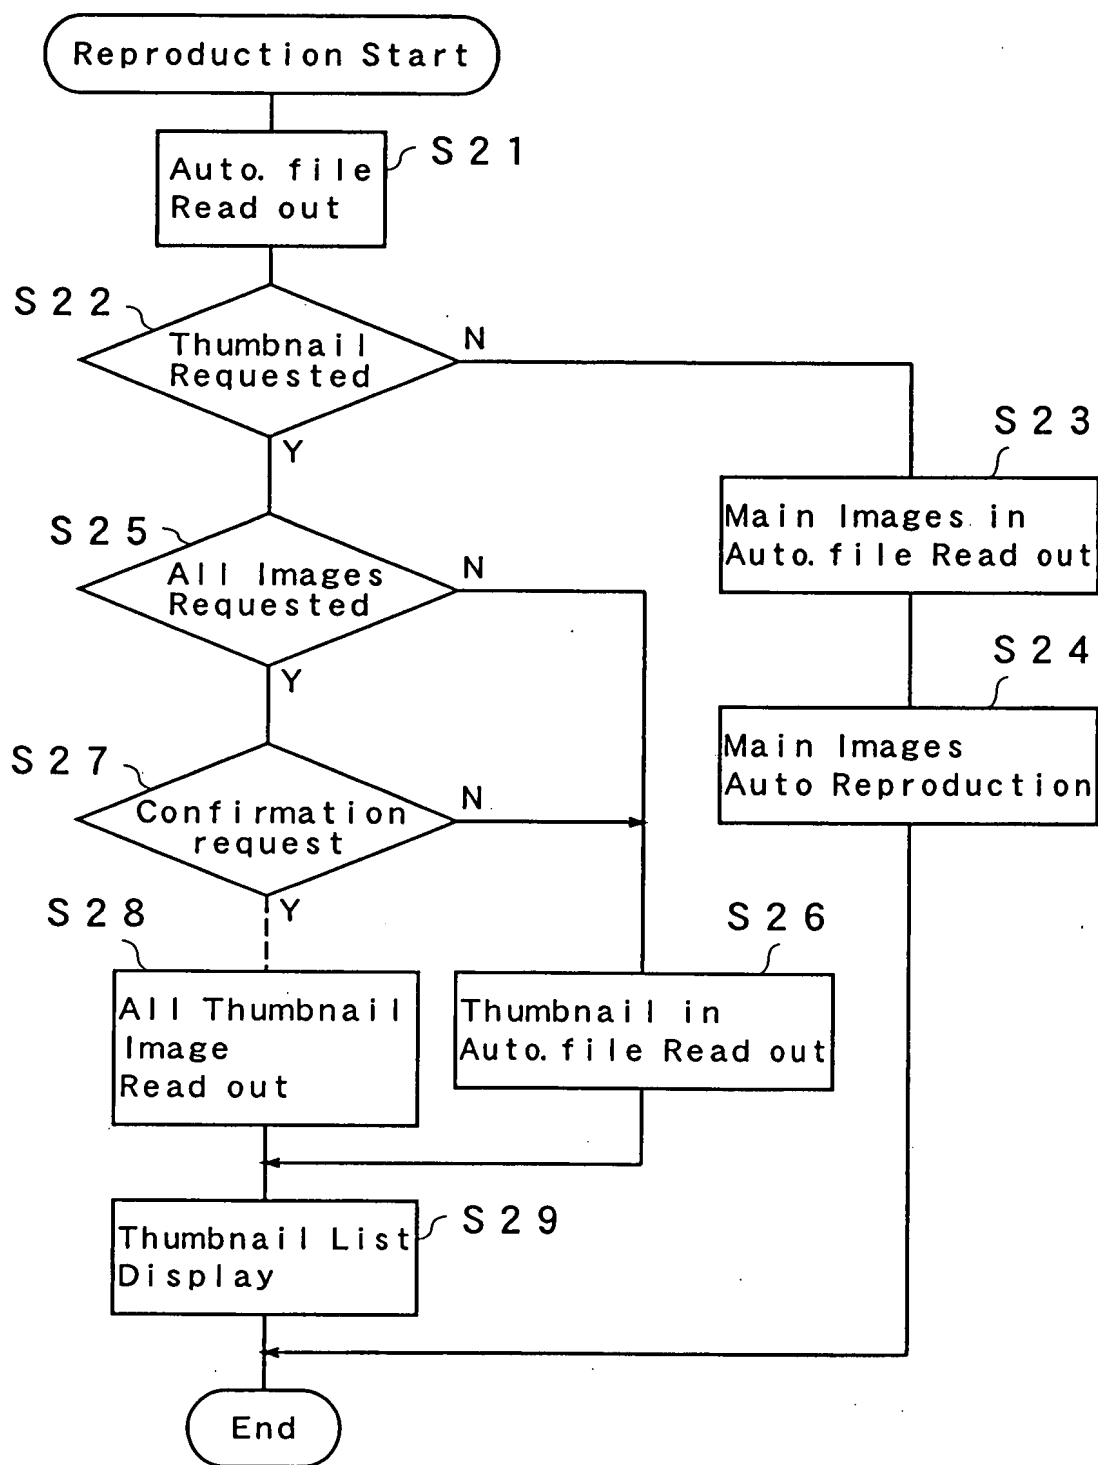 Reproduction Start
S21
Auto. file
Read out
S22
Thumbnail
Requested
N
Y
S23
Main Images in
Auto.file Read out
S25
All Images
Requested
N
Y
S24
Main Images
Auto Reproduction
S27
Confirmation
request
N
Y
S28
All Thumbnail
Image
Read out
S26
Thumbnail in
Auto.file Read out
S29
Thumbnail List
Display
End